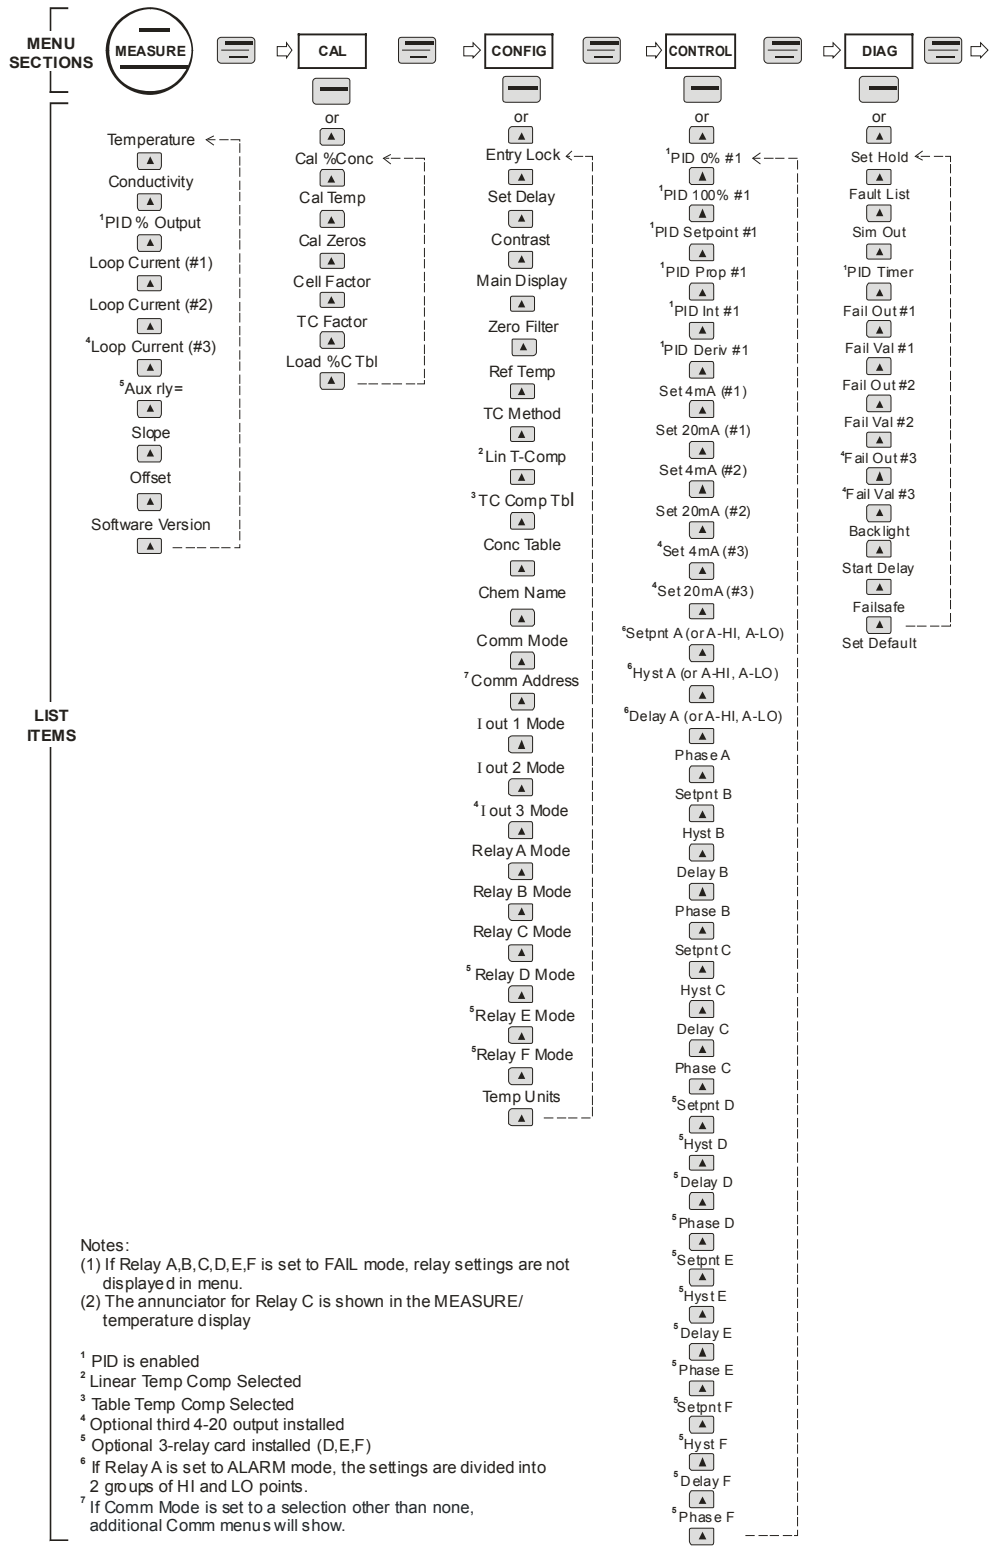 MENU
SECTIONS
MEASURE
CAL
CONFIG
CONTROL
DIAG
LIST
ITEMS
Temperature
Conductivity
¹PID % Output
Loop Current (#1)
Loop Current (#2)
⁴Loop Current (#3)
⁵Aux rly=
Slope
Offset
Software Version
or
Cal %Conc
Cal Temp
Cal Zeros
Cell Factor
TC Factor
Load %C Tbl
or
Entry Lock
Set Delay
Contrast
Main Display
Zero Filter
Ref Temp
TC Method
²Lin T-Comp
³TC Comp Tbl
Conc Table
Chem Name
Comm Mode
⁷Comm Address
I out 1 Mode
I out 2 Mode
⁴I out 3 Mode
Relay A Mode
Relay B Mode
Relay C Mode
⁵Relay D Mode
⁵Relay E Mode
⁵Relay F Mode
Temp Units
or
¹PID 0% #1
¹PID 100% #1
¹PID Setpoint #1
¹PID Prop #1
¹PID Int #1
¹PID Deriv #1
Set 4mA (#1)
Set 20mA (#1)
Set 4mA (#2)
Set 20mA (#2)
⁴Set 4mA (#3)
⁴Set 20mA (#3)
⁶Setpnt A (or A-HI, A-LO)
⁶Hyst A (or A-HI, A-LO)
⁶Delay A (or A-HI, A-LO)
Phase A
Setpnt B
Hyst B
Delay B
Phase B
Setpnt C
Hyst C
Delay C
Phase C
⁵Setpnt D
⁵Hyst D
⁵Delay D
⁵Phase D
⁵Setpnt E
⁵Hyst E
⁵Delay E
⁵Phase E
⁵Setpnt F
⁵Hyst F
⁵Delay F
⁵Phase F
or
Set Hold
Fault List
Sim Out
¹PID Timer
Fail Out #1
Fail Val #1
Fail Out #2
Fail Val #2
⁴Fail Out #3
⁴Fail Val #3
Backlight
Start Delay
Failsafe
Set Default
Notes:
(1) If Relay A,B,C,D,E,F is set to FAIL mode, relay settings are not
displayed in menu.
(2) The annunciator for Relay C is shown in the MEASURE/
temperature display
¹ PID is enabled
² Linear Temp Comp Selected
³ Table Temp Comp Selected
⁴ Optional third 4-20 output installed
⁵ Optional 3-relay card installed (D,E,F)
⁶ If Relay A is set to ALARM mode, the settings are divided into
2 groups of HI and LO points.
⁷ If Comm Mode is set to a selection other than none,
additional Comm menus will show.